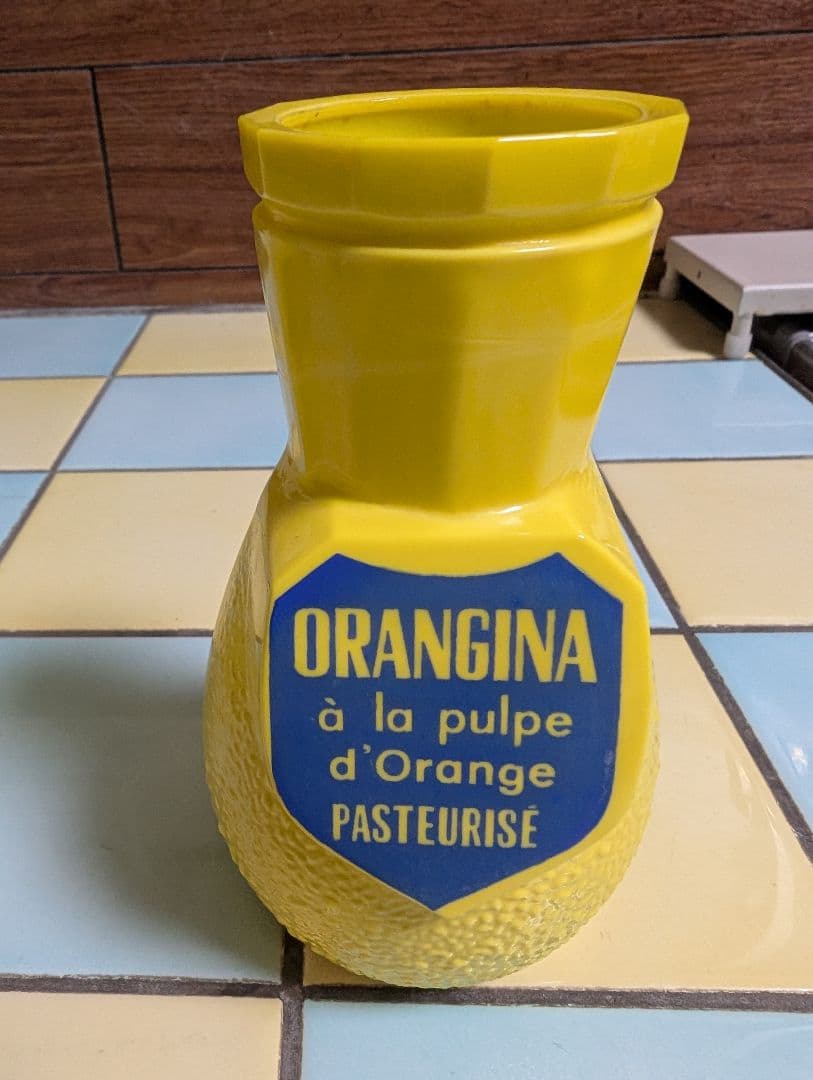 ORANGINA
à la pulpe
d'Orange
PASTEURISÉ